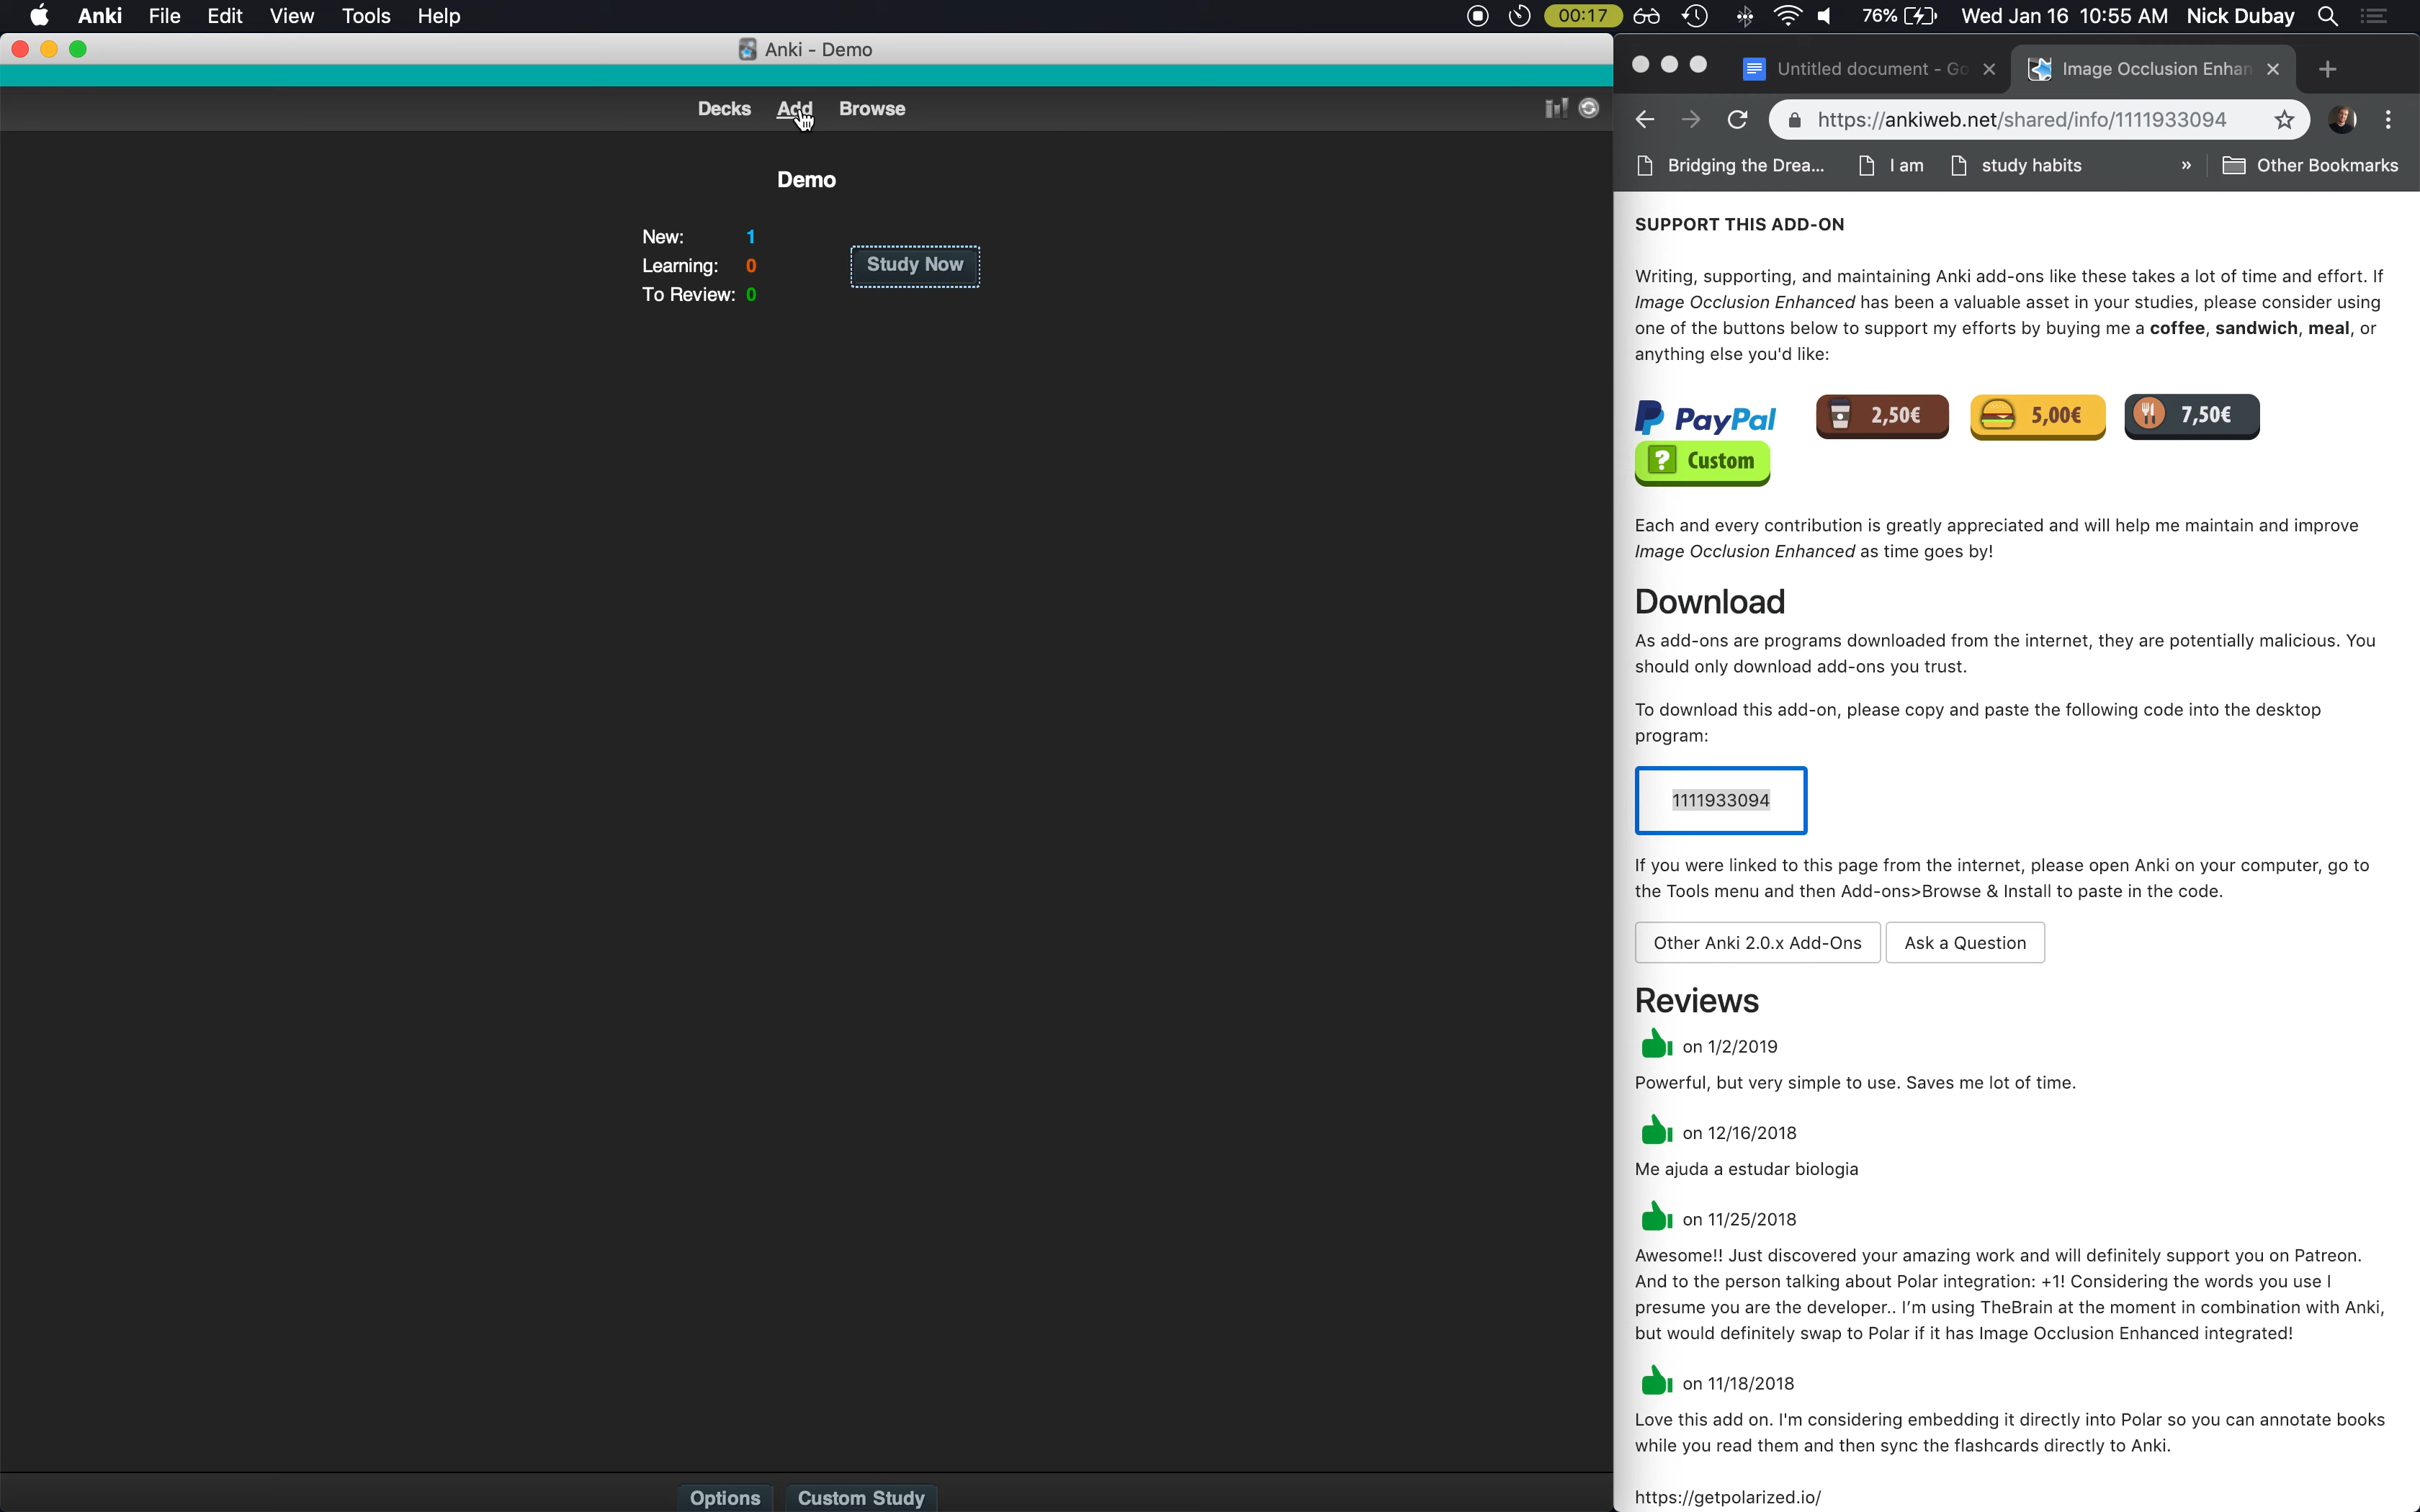 Anki File Edit View Tools Help 00:17 76% Wed Jan 16 10:55 AM Nick Dubay
Anki - Demo
Decks Add Browse
Demo
New: 1
Learning: 0
To Review: 0
Study Now
Options Custom Study
Untitled document - Go Image Occlusion Enhan
https://ankiweb.net/shared/info/1111933094
Bridging the Drea... I am study habits » Other Bookmarks
SUPPORT THIS ADD-ON
Writing, supporting, and maintaining Anki add-ons like these takes a lot of time and effort. If
Image Occlusion Enhanced has been a valuable asset in your studies, please consider using
one of the buttons below to support my efforts by buying me a coffee, sandwich, meal, or
anything else you'd like:
PayPal 2,50€ 5,00€ 7,50€
? Custom
Each and every contribution is greatly appreciated and will help me maintain and improve
Image Occlusion Enhanced as time goes by!
Download
As add-ons are programs downloaded from the internet, they are potentially malicious. You
should only download add-ons you trust.
To download this add-on, please copy and paste the following code into the desktop
program:
1111933094
If you were linked to this page from the internet, please open Anki on your computer, go to
the Tools menu and then Add-ons>Browse & Install to paste in the code.
Other Anki 2.0.x Add-Ons Ask a Question
Reviews
on 1/2/2019
Powerful, but very simple to use. Saves me lot of time.
on 12/16/2018
Me ajuda a estudar biologia
on 11/25/2018
Awesome!! Just discovered your amazing work and will definitely support you on Patreon.
And to the person talking about Polar integration: +1! Considering the words you use I
presume you are the developer.. I'm using TheBrain at the moment in combination with Anki,
but would definitely swap to Polar if it has Image Occlusion Enhanced integrated!
on 11/18/2018
Love this add on. I'm considering embedding it directly into Polar so you can annotate books
while you read them and then sync the flashcards directly to Anki.
https://getpolarized.io/